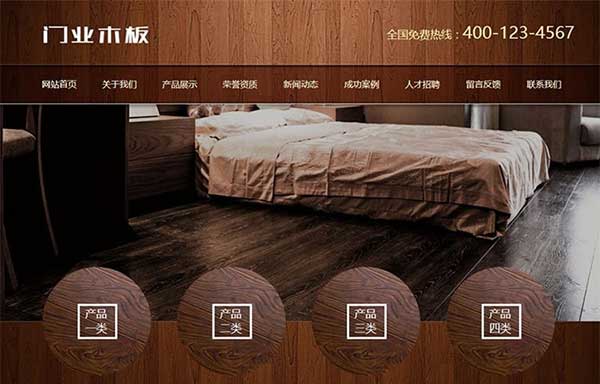 门业木板
全国免费热线：400-123-4567
网站首页 关于我们 产品展示 荣誉资质 新闻动态 成功案例 人才招聘 留言反馈 联系我们
产品 产品 产品 产品
一类 二类 三类 四类